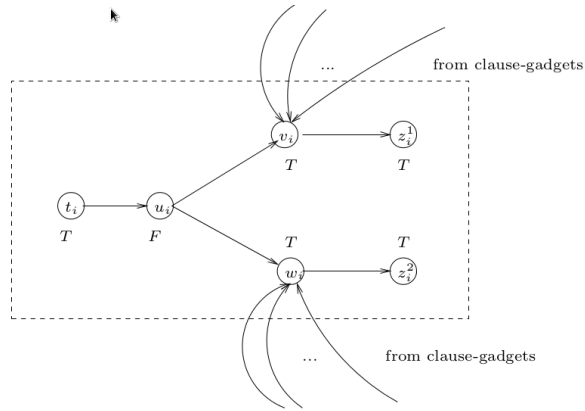 ... from clause-gadgets
v_i z_i^1
T T
t_i u_i
T F
T T
w_i z_i^2
... from clause-gadgets